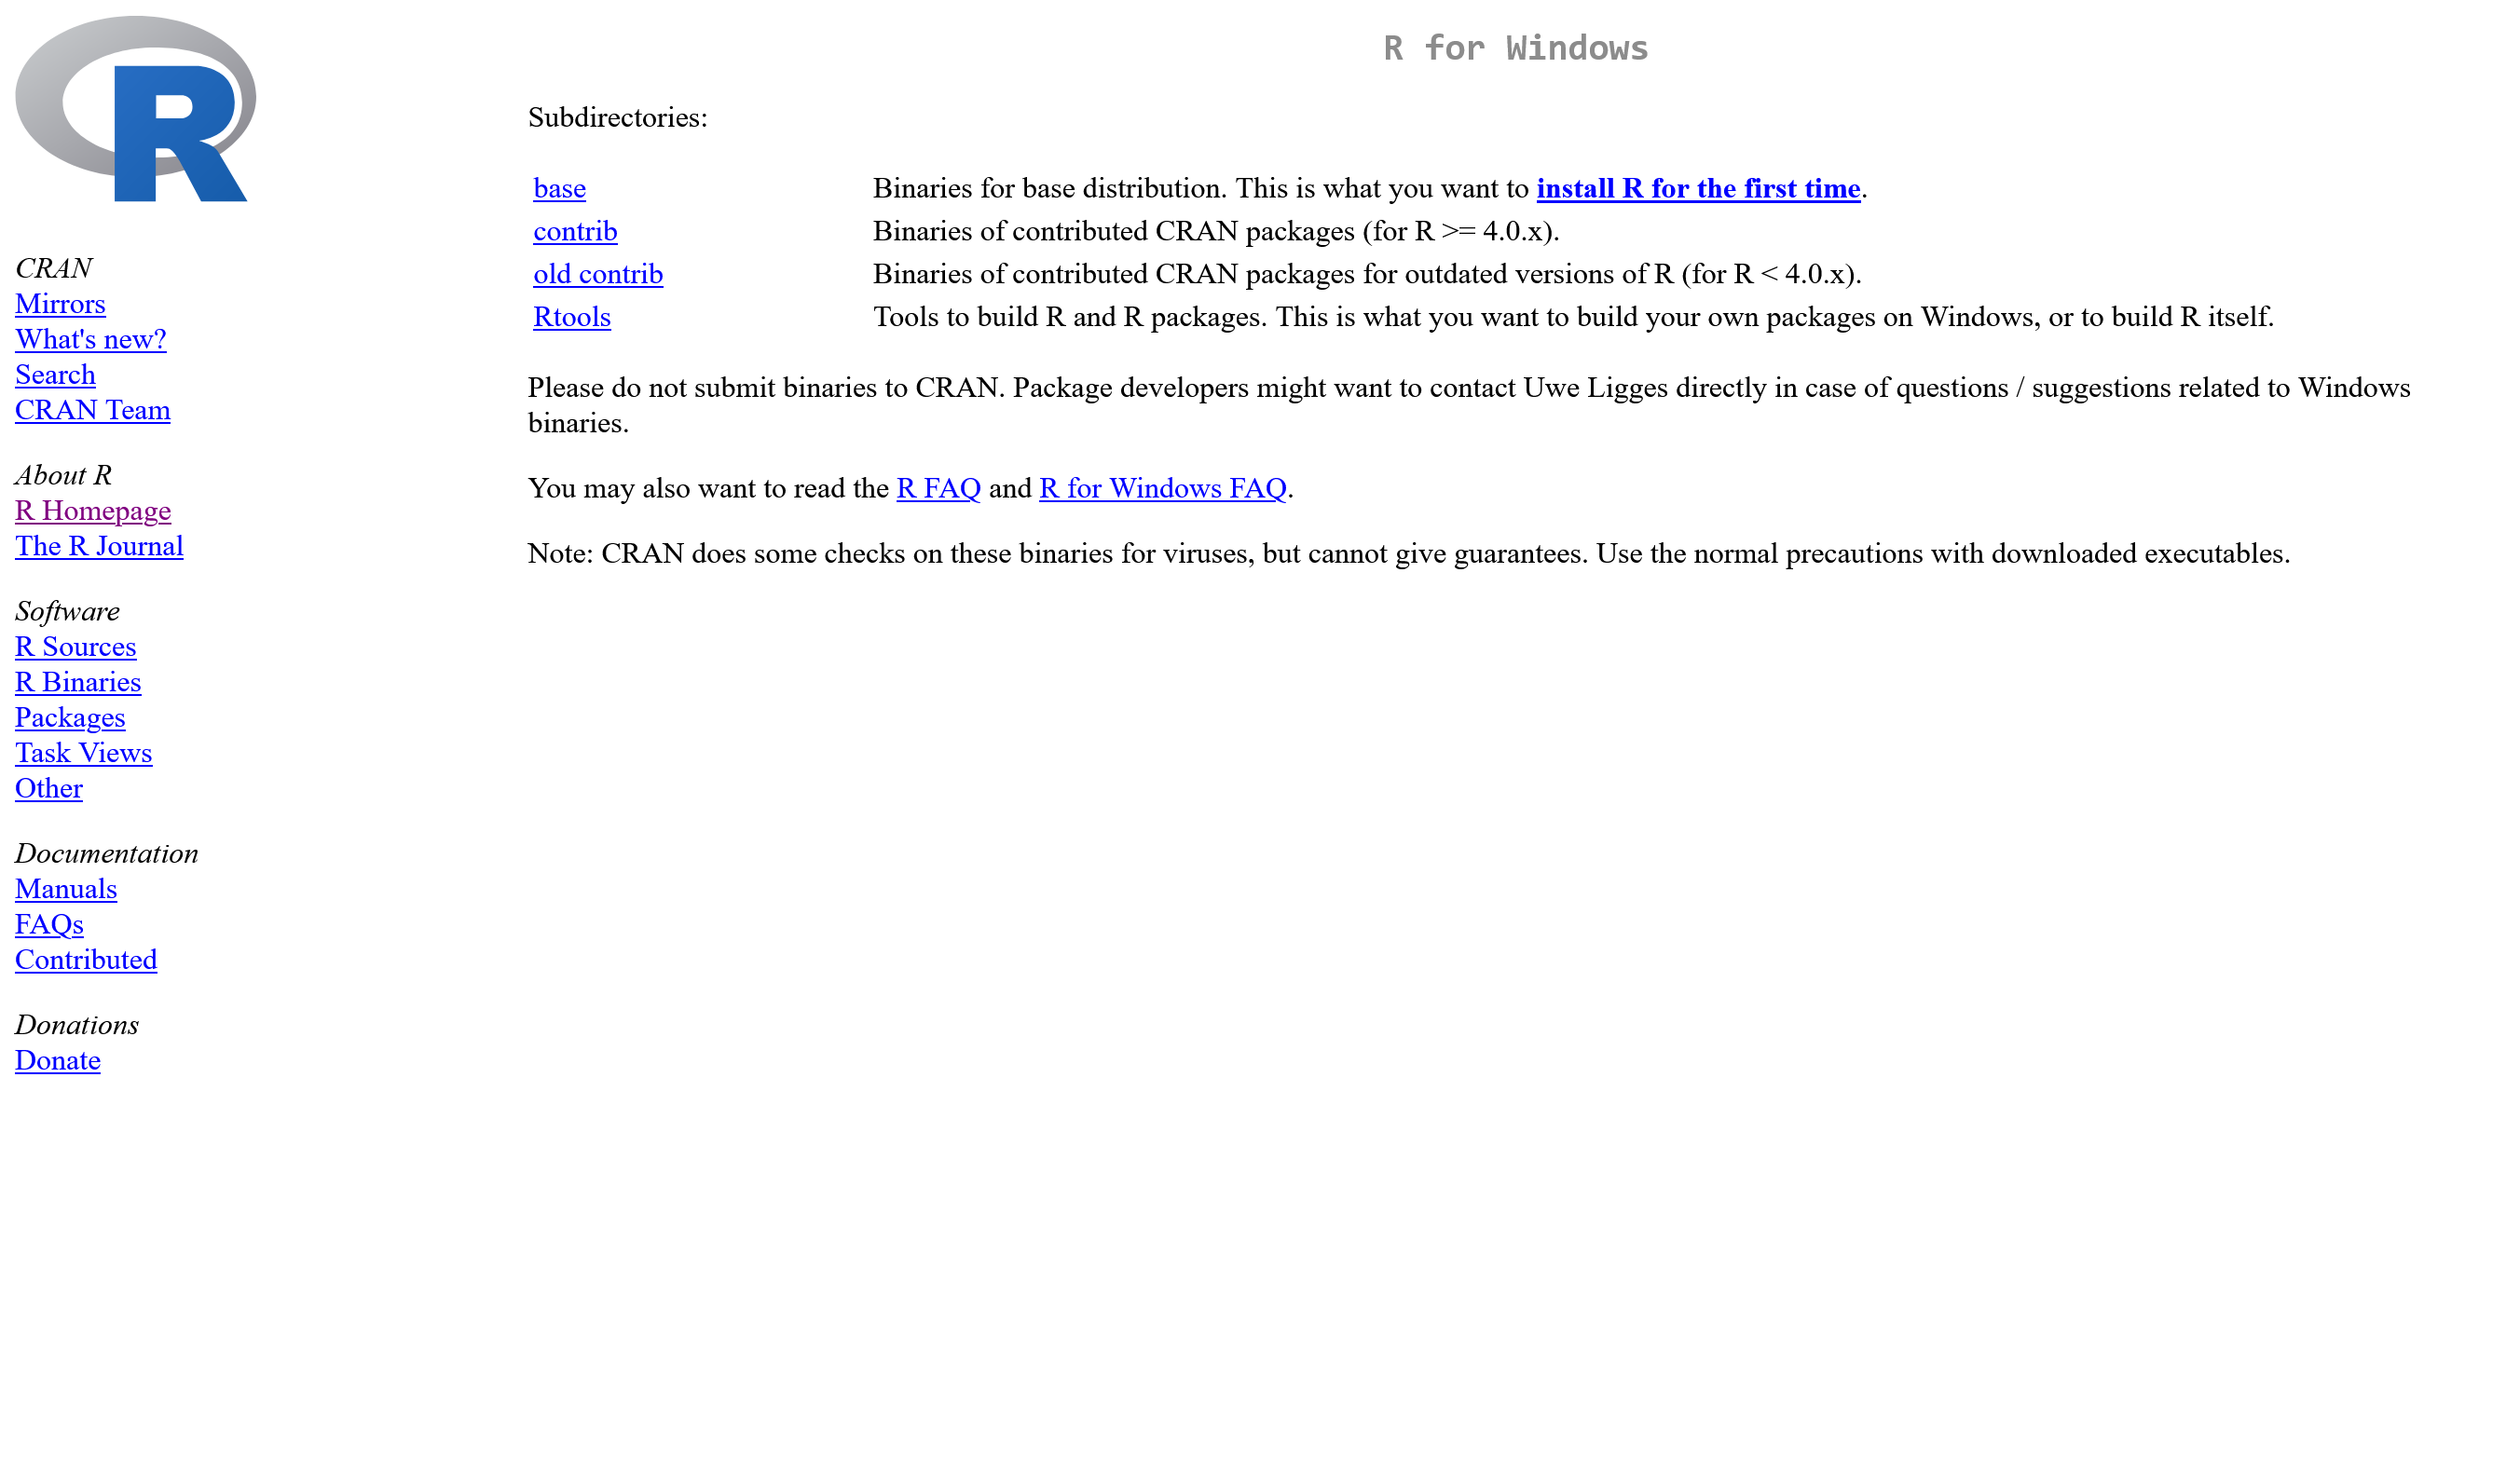 R
CRAN
Mirrors
What's new?
Search
CRAN Team
About R
R Homepage
The R Journal
Software
R Sources
R Binaries
Packages
Task Views
Other
Documentation
Manuals
FAQs
Contributed
Donations
Donate
R for Windows
Subdirectories:
base Binaries for base distribution. This is what you want to install R for the first time.
contrib Binaries of contributed CRAN packages (for R >= 4.0.x).
old contrib Binaries of contributed CRAN packages for outdated versions of R (for R < 4.0.x).
Rtools Tools to build R and R packages. This is what you want to build your own packages on Windows, or to build R itself.
Please do not submit binaries to CRAN. Package developers might want to contact Uwe Ligges directly in case of questions / suggestions related to Windows
binaries.
You may also want to read the R FAQ and R for Windows FAQ.
Note: CRAN does some checks on these binaries for viruses, but cannot give guarantees. Use the normal precautions with downloaded executables.